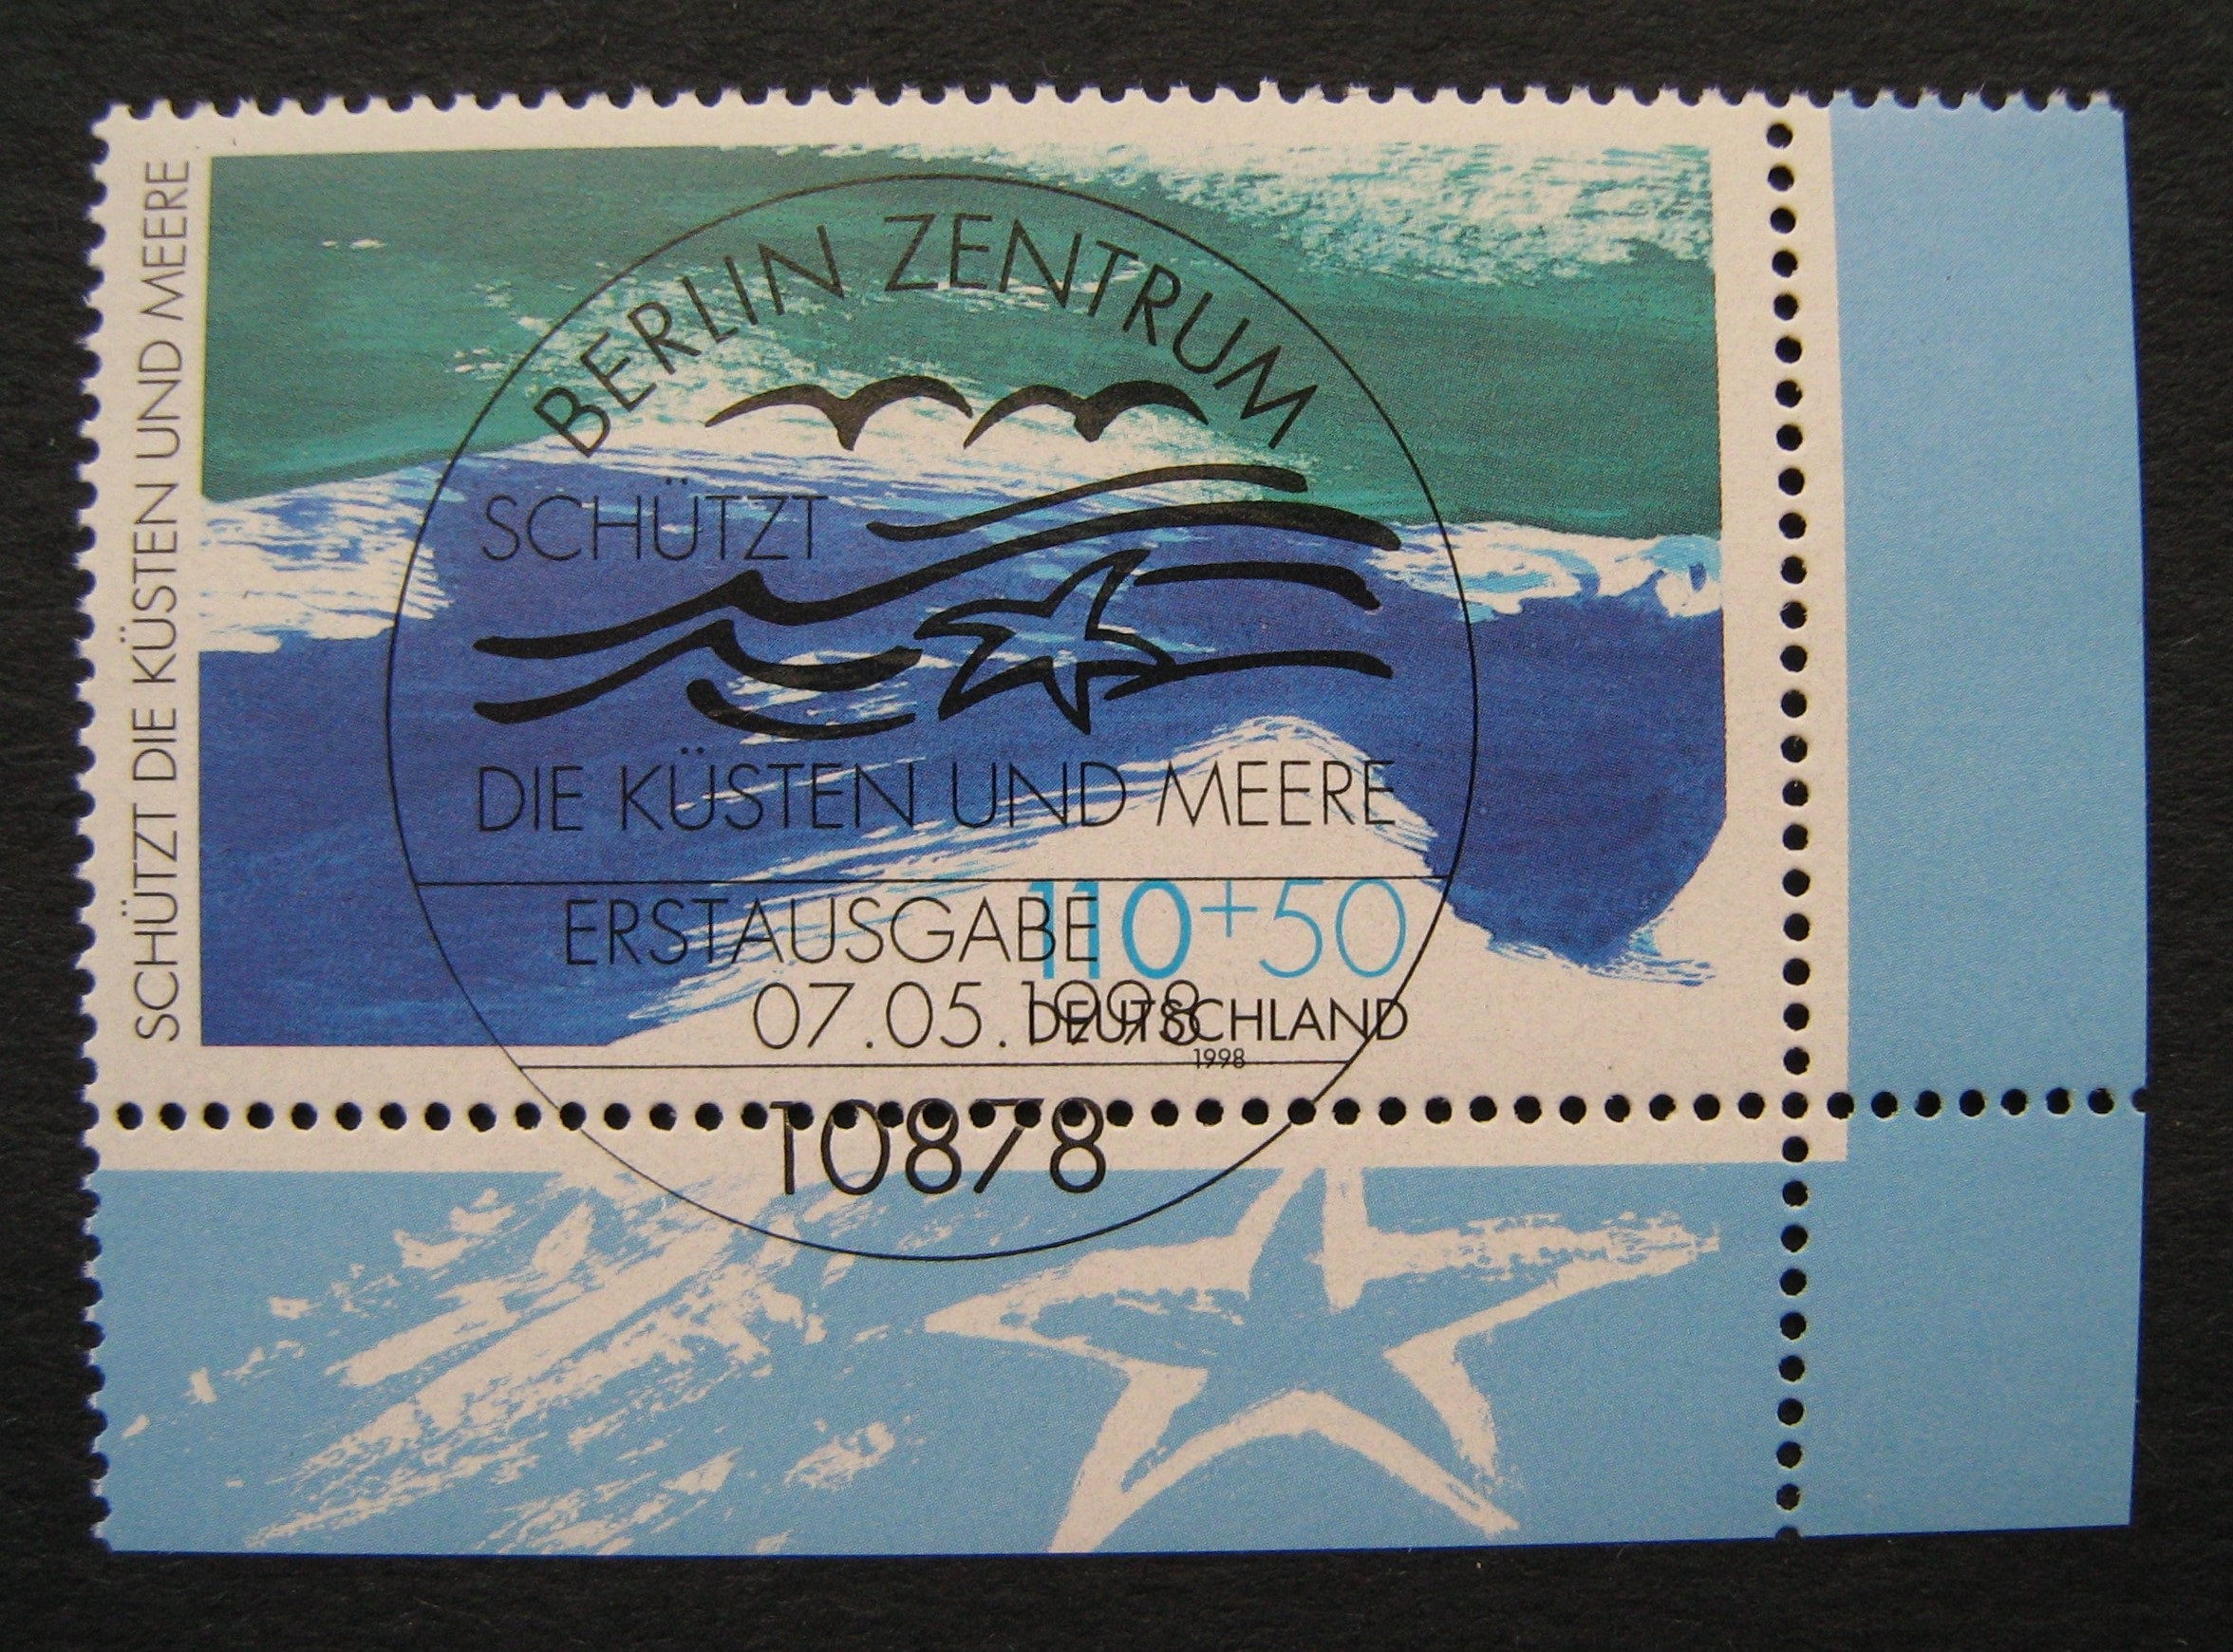 SCHÜTZT DIE KÜSTEN UND MEERE
BERLIN ZENTRUM
SCHÜTZT
DIE KÜSTEN UND MEERE
ERSTAUSGABE
110+50
07.05.1998
DEUTSCHLAND
1998
10878